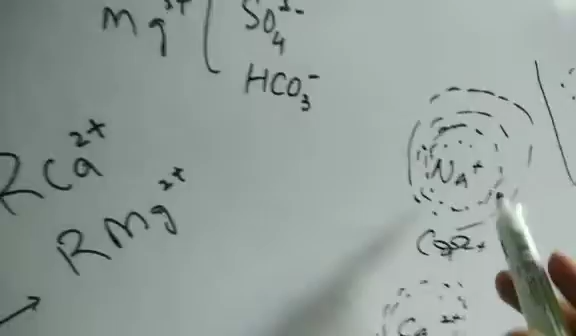 Mg²⁺
SO₄²⁻
HCO₃⁻
RCa²⁺
RMg²⁺
NA⁺
Ca²⁺